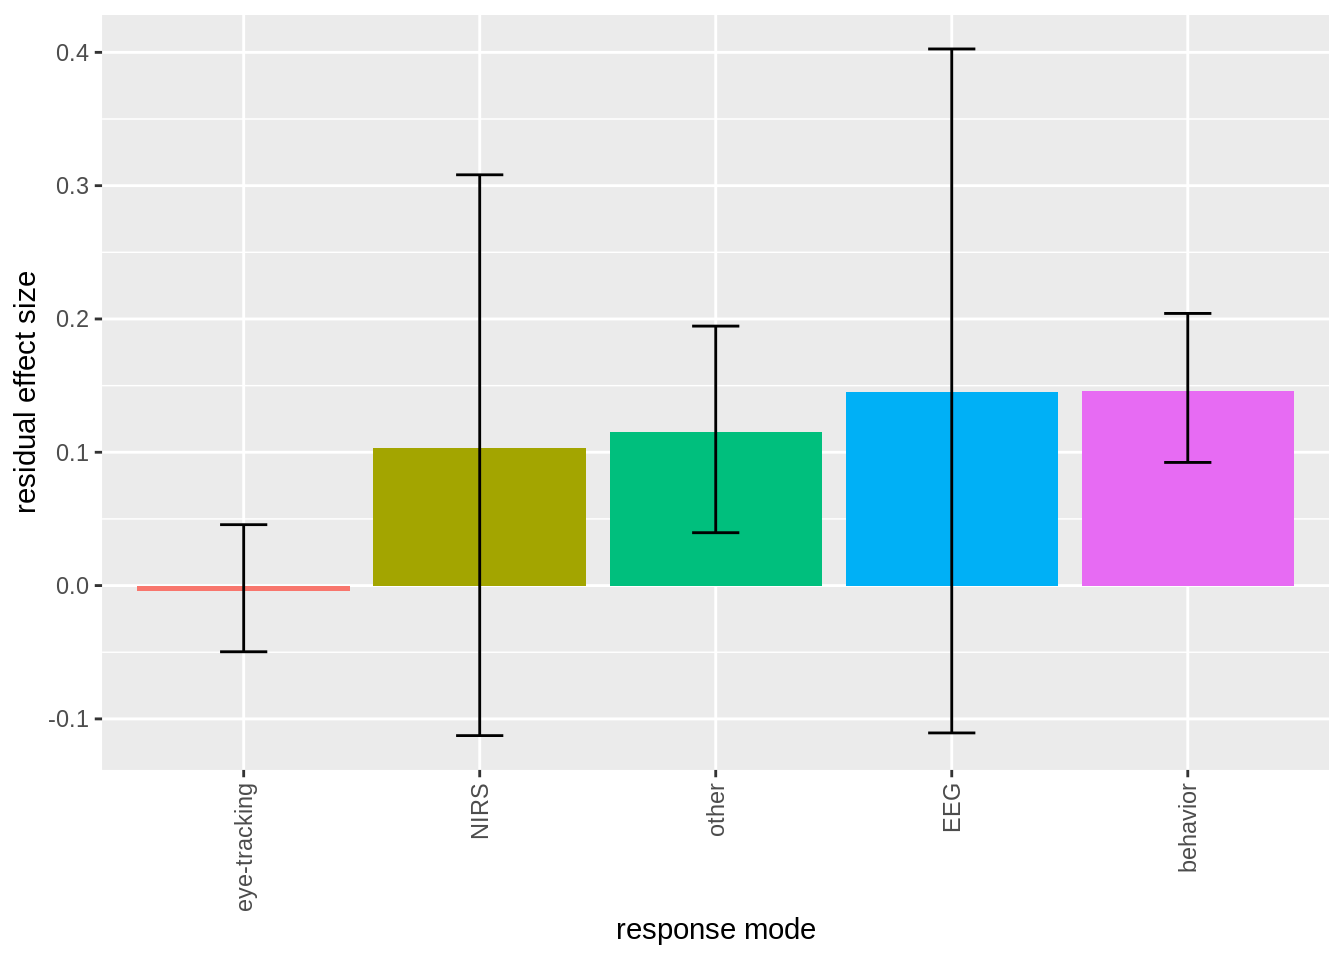 residual effect size
0.4
0.3
0.2
0.1
0.0
-0.1
eye-tracking
NIRS
other
EEG
behavior
response mode